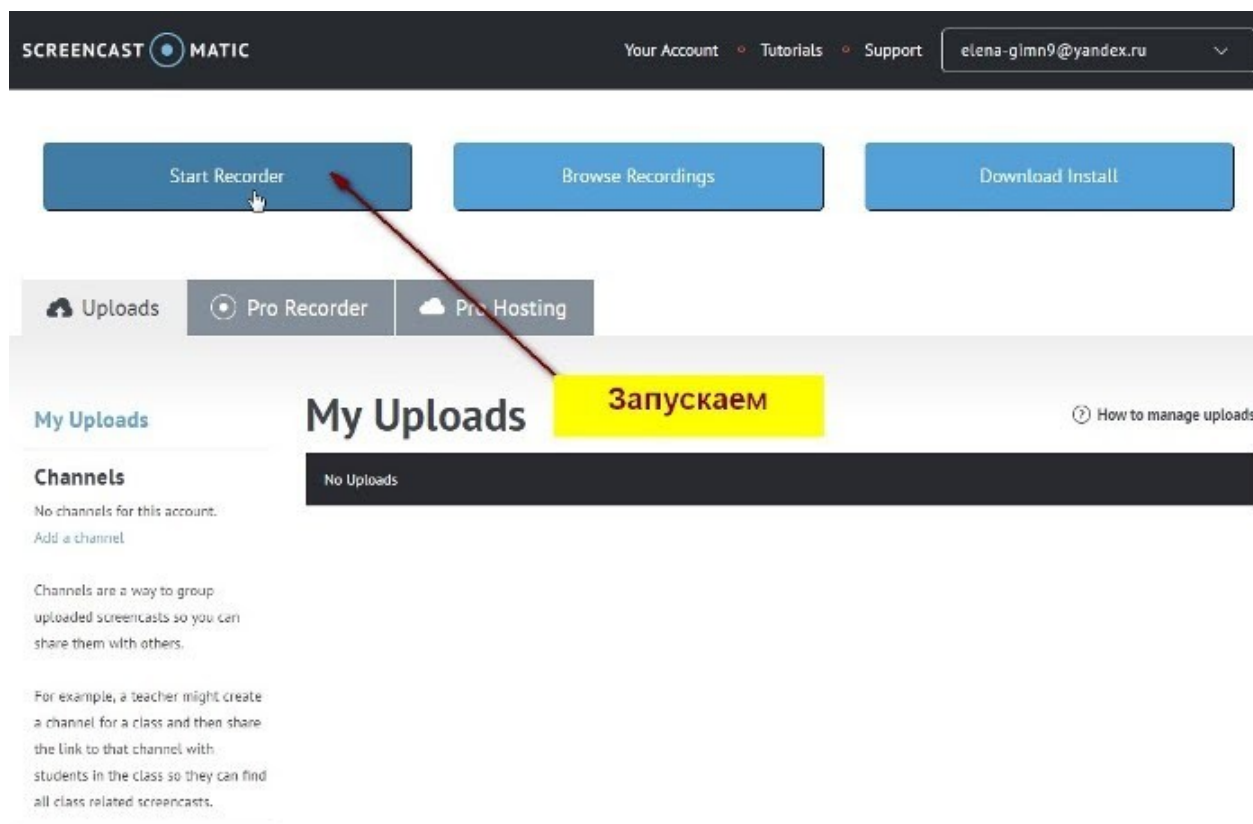 SCREENCAST MATIC
Your Account Tutorials Support elena-gimn9@yandex.ru
Start Recorder Browse Recordings Download Install
Uploads Pro Recorder Pro Hosting
My Uploads
My Uploads
Запускаем
How to manage uploads
Channels
No channels for this account.
Add a channel
No Uploads
Channels are a way to group
uploaded screencasts so you can
share them with others.
For example, a teacher might create
a channel for a class and then share
the link to that channel with
students in the class so they can find
all class related screencasts.